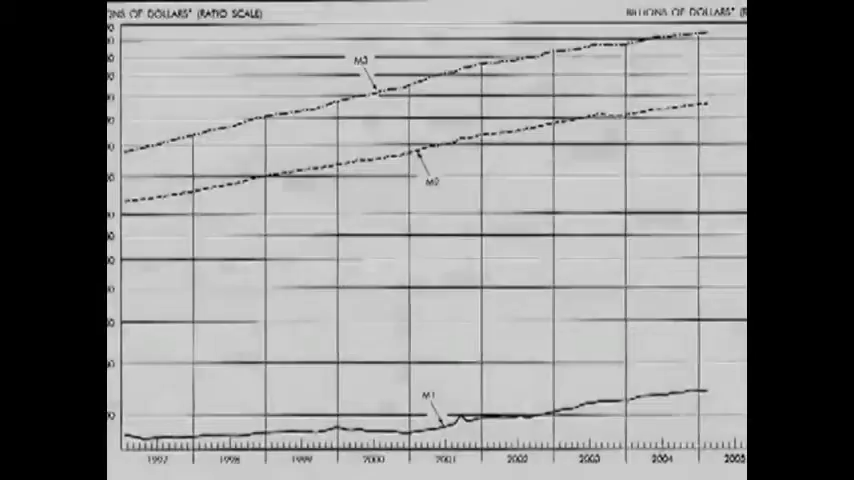 ONS OF DOLLARS* (RATIO SCALE)
BILLIONS OF DOLLARS* (R
M3
M2
M1
1997 1998 1999 2000 2001 2002 2003 2004 2005